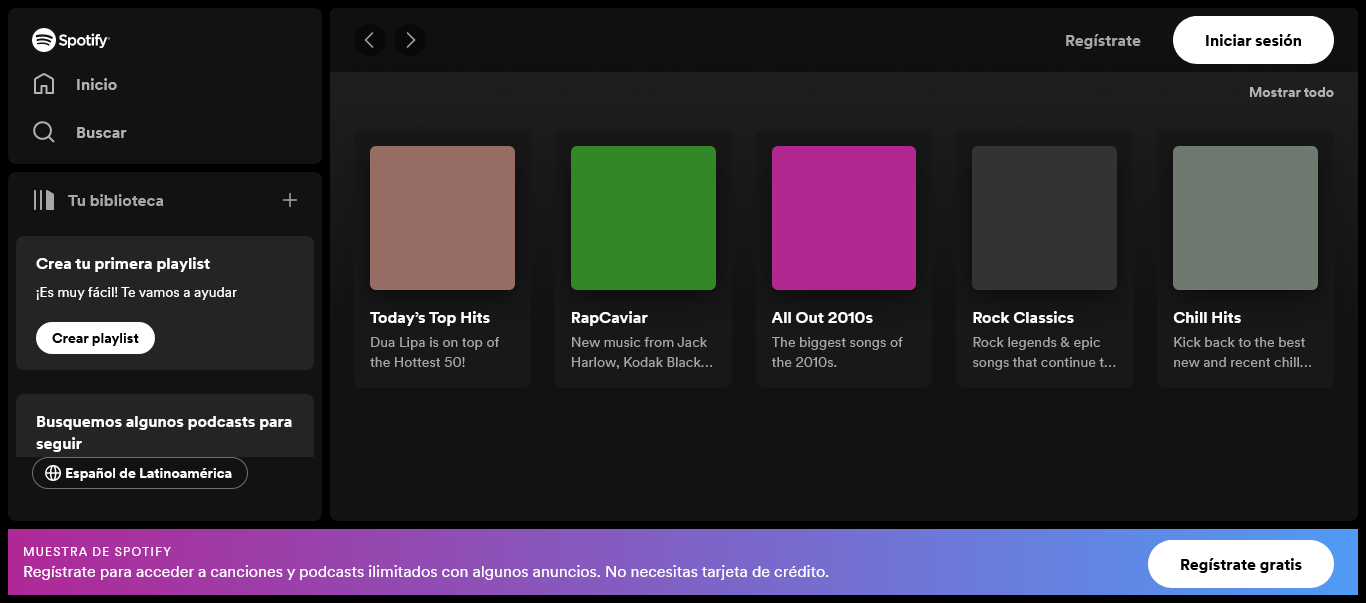 Spotify
Inicio
Buscar
Tu biblioteca
Crea tu primera playlist
¡Es muy fácil! Te vamos a ayudar
Crear playlist
Busquemos algunos podcasts para
seguir
Español de Latinoamérica
Regístrate
Iniciar sesión
Mostrar todo
Today’s Top Hits
Dua Lipa is on top of
the Hottest 50!
RapCaviar
New music from Jack
Harlow, Kodak Black...
All Out 2010s
The biggest songs of
the 2010s.
Rock Classics
Rock legends & epic
songs that continue t...
Chill Hits
Kick back to the best
new and recent chill...
MUESTRA DE SPOTIFY
Regístrate para acceder a canciones y podcasts ilimitados con algunos anuncios. No necesitas tarjeta de crédito.
Regístrate gratis